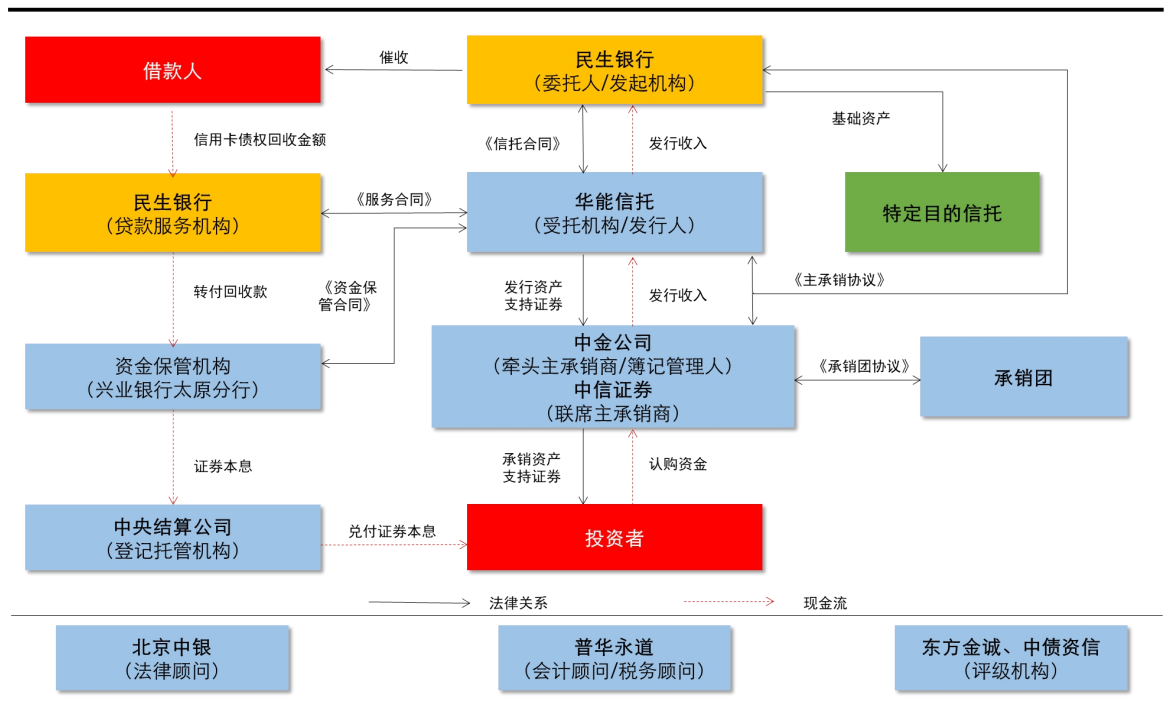 借款人
催收
民生银行
（委托人/发起机构）
基础资产
信用卡债权回收金额
《信托合同》
发行收入
民生银行
（贷款服务机构）
《服务合同》
华能信托
（受托机构/发行人）
特定目的信托
转付回收款
《资金保
管合同》
发行资产
支持证券
发行收入
《主承销协议》
资金保管机构
（兴业银行太原分行）
中金公司
（牵头主承销商/簿记管理人）
中信证券
（联席主承销商）
《承销团协议》
承销团
证券本息
承销资产
支持证券
认购资金
中央结算公司
（登记托管机构）
兑付证券本息
投资者
法律关系
现金流
北京中银
（法律顾问）
普华永道
（会计顾问/税务顾问）
东方金诚、中债资信
（评级机构）